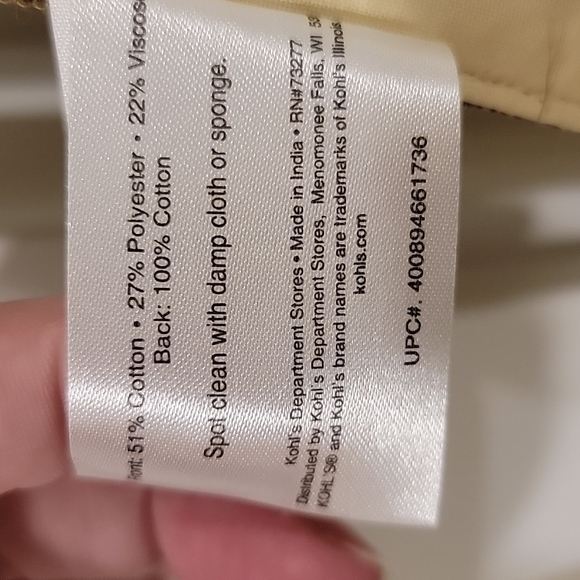 Front: 51% Cotton • 27% Polyester • 22% Viscose
Back: 100% Cotton
Spot clean with damp cloth or sponge.
Kohl's Department Stores • Made in India • RN#73277
Distributed by Kohl's Department Stores, Menomonee Falls, WI 53
KOHL'S® and Kohl's brand names are trademarks of Kohl's Illinois
kohls.com
UPC#. 400894661736